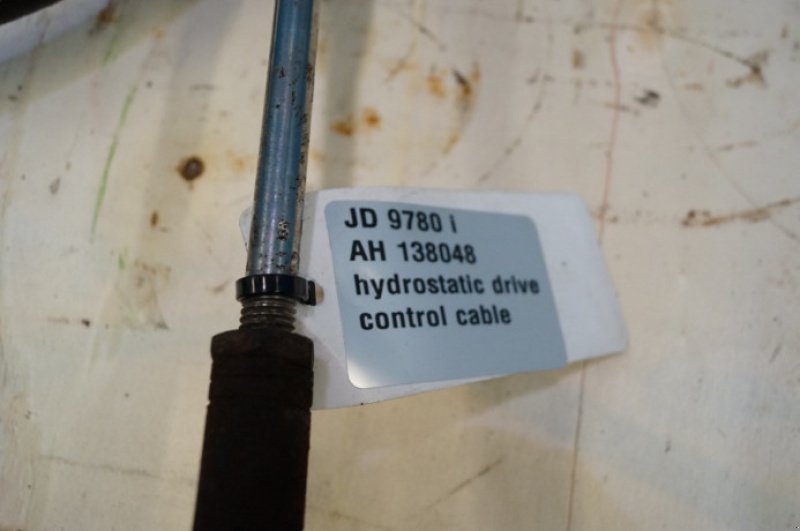 JD 9780 i
AH 138048
hydrostatic drive
control cable